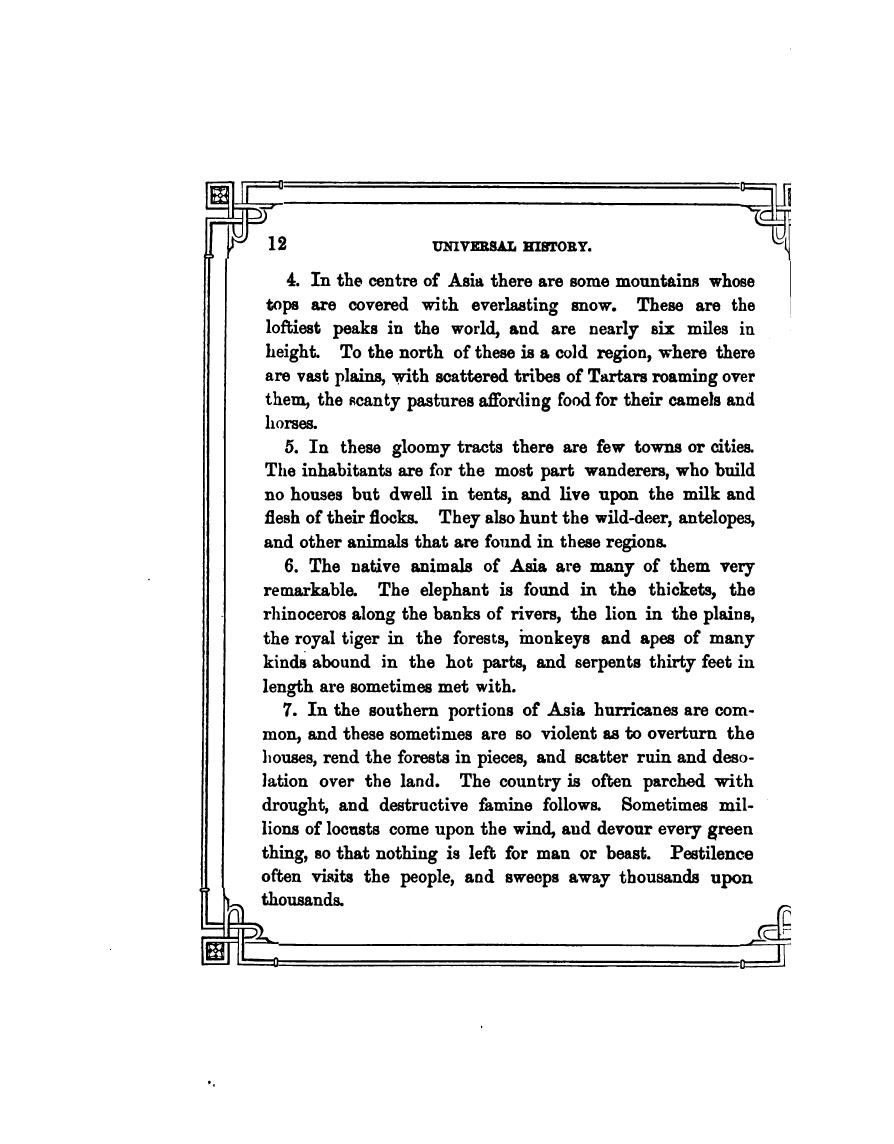 12 UNIVERSAL HISTORY.
4. In the centre of Asia there are some mountains whose
tops are covered with everlasting snow. These are the
loftiest peaks in the world, and are nearly six miles in
height. To the north of these is a cold region, where there
are vast plains, with scattered tribes of Tartars roaming over
them, the scanty pastures affording food for their camels and
horses.
5. In these gloomy tracts there are few towns or cities.
The inhabitants are for the most part wanderers, who build
no houses but dwell in tents, and live upon the milk and
flesh of their flocks. They also hunt the wild-deer, antelopes,
and other animals that are found in these regions.
6. The native animals of Asia are many of them very
remarkable. The elephant is found in the thickets, the
rhinoceros along the banks of rivers, the lion in the plains,
the royal tiger in the forests, monkeys and apes of many
kinds abound in the hot parts, and serpents thirty feet in
length are sometimes met with.
7. In the southern portions of Asia hurricanes are com-
mon, and these sometimes are so violent as to overturn the
houses, rend the forests in pieces, and scatter ruin and deso-
lation over the land. The country is often parched with
drought, and destructive famine follows. Sometimes mil-
lions of locusts come upon the wind, and devour every green
thing, so that nothing is left for man or beast. Pestilence
often visits the people, and sweeps away thousands upon
thousands.